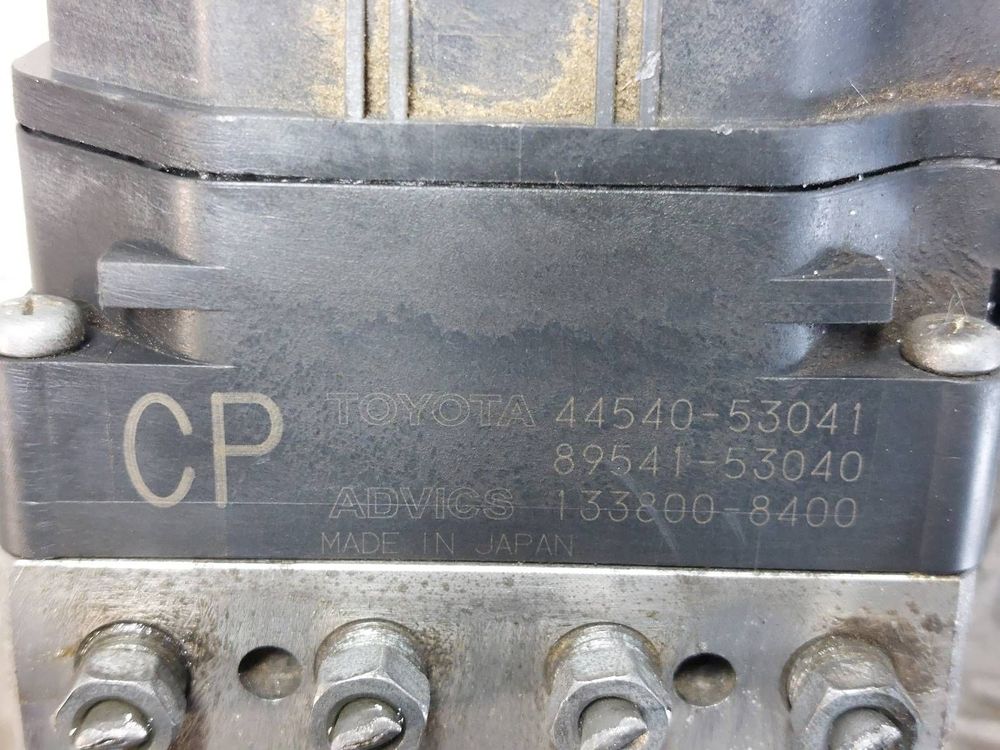 CP
TOYOTA 44540-53041
89541-53040
ADVICS 133800-8400
MADE IN JAPAN